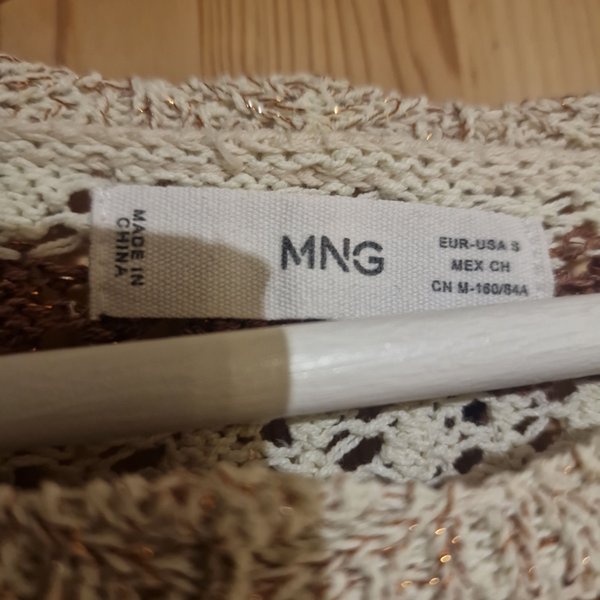 MADE IN
CHINA
MNG
EUR-USA S
MEX CH
CN M-160/84A